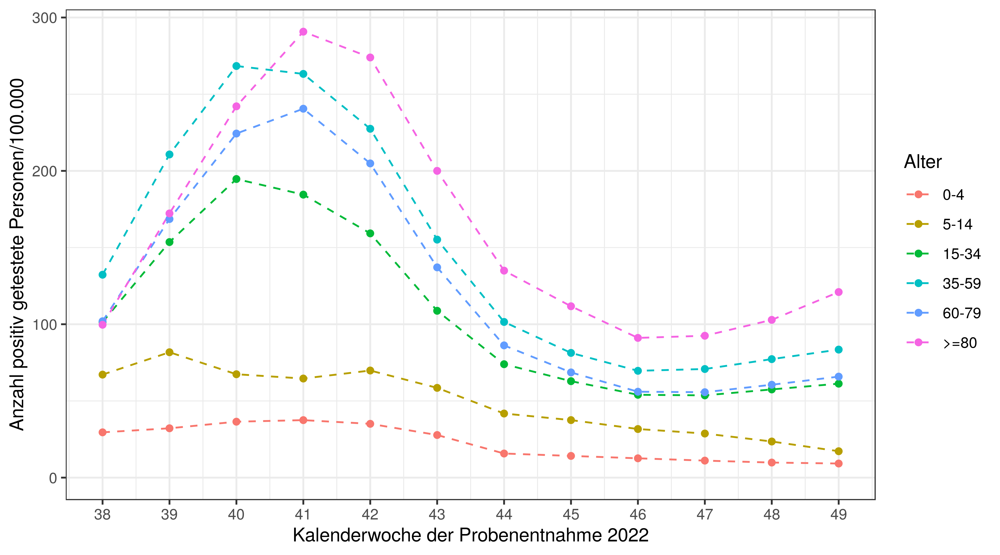 Anzahl positiv getestete Personen/100.000
300
200
100
0
38 39 40 41 42 43 44 45 46 47 48 49
Kalenderwoche der Probenentnahme 2022
Alter
0-4
5-14
15-34
35-59
60-79
>=80